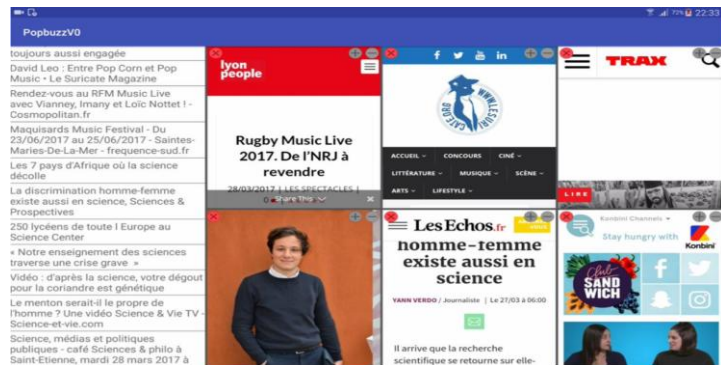 72% 22:33
PopbuzzV0
toujours aussi engagée
David Leo : Entre Pop Corn et Pop
Music • Le Suricate Magazine
Rendez-vous au RFM Music Live
avec Vianney, Imany et Loïc Nottet ! -
Cosmopolitan.fr
Maquisards Music Festival - Du
23/06/2017 au 25/06/2017 - Saintes-
Maries-De-La-Mer - frequence-sud.fr
Les 7 pays d'Afrique où la science
décolle
La discrimination homme-femme
existe aussi en science, Sciences &
Prospectives
250 lycéens de toute l Europe au
Science Center
« Notre enseignement des sciences
traverse une crise grave »
Vidéo : d'après la science, votre dégout
pour la coriandre est génétique
Le menton serait-il le propre de
l'homme ? Une vidéo Science & Vie TV -
Science-et-vie.com
Science, médias et politiques
publiques - café Sciences & philo à
Saint-Etienne, mardi 28 mars 2017 à
lyon
people
Rugby Music Live
2017. De l'NRJ à
revendre
28/03/2017 | LES SPECTACLES |
0
Share This
ACCUEIL
CONCOURS
CINÉ
LITTÉRATURE
MUSIQUE
SCÈNE
ARTS
LIFESTYLE
TRAX
LIRE
LesEchos.fr
homme-femme
existe aussi en
science
YANN VERDO / Journaliste | Le 27/03 à 06:00
Il arrive que la recherche
scientifique se retourne sur elle-
Konbini Channels
Stay hungry with
Konbini
Club
SAND
WICH